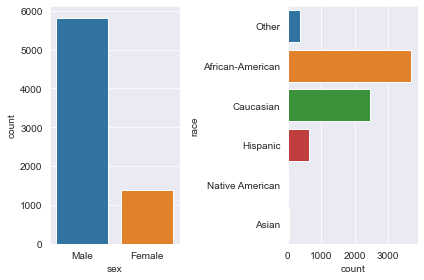 6000
5000
4000
3000
2000
1000
0
count
Male Female
sex
race
Other
African-American
Caucasian
Hispanic
Native American
Asian
0 1000 2000 3000
count